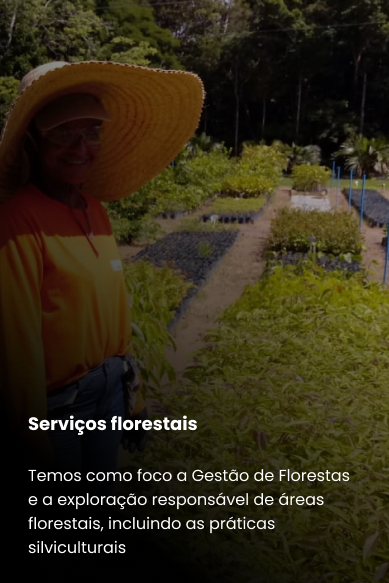 Serviços florestais
Temos como foco a Gestão de Florestas
e a exploração responsável de áreas
florestais, incluindo as práticas
silviculturais